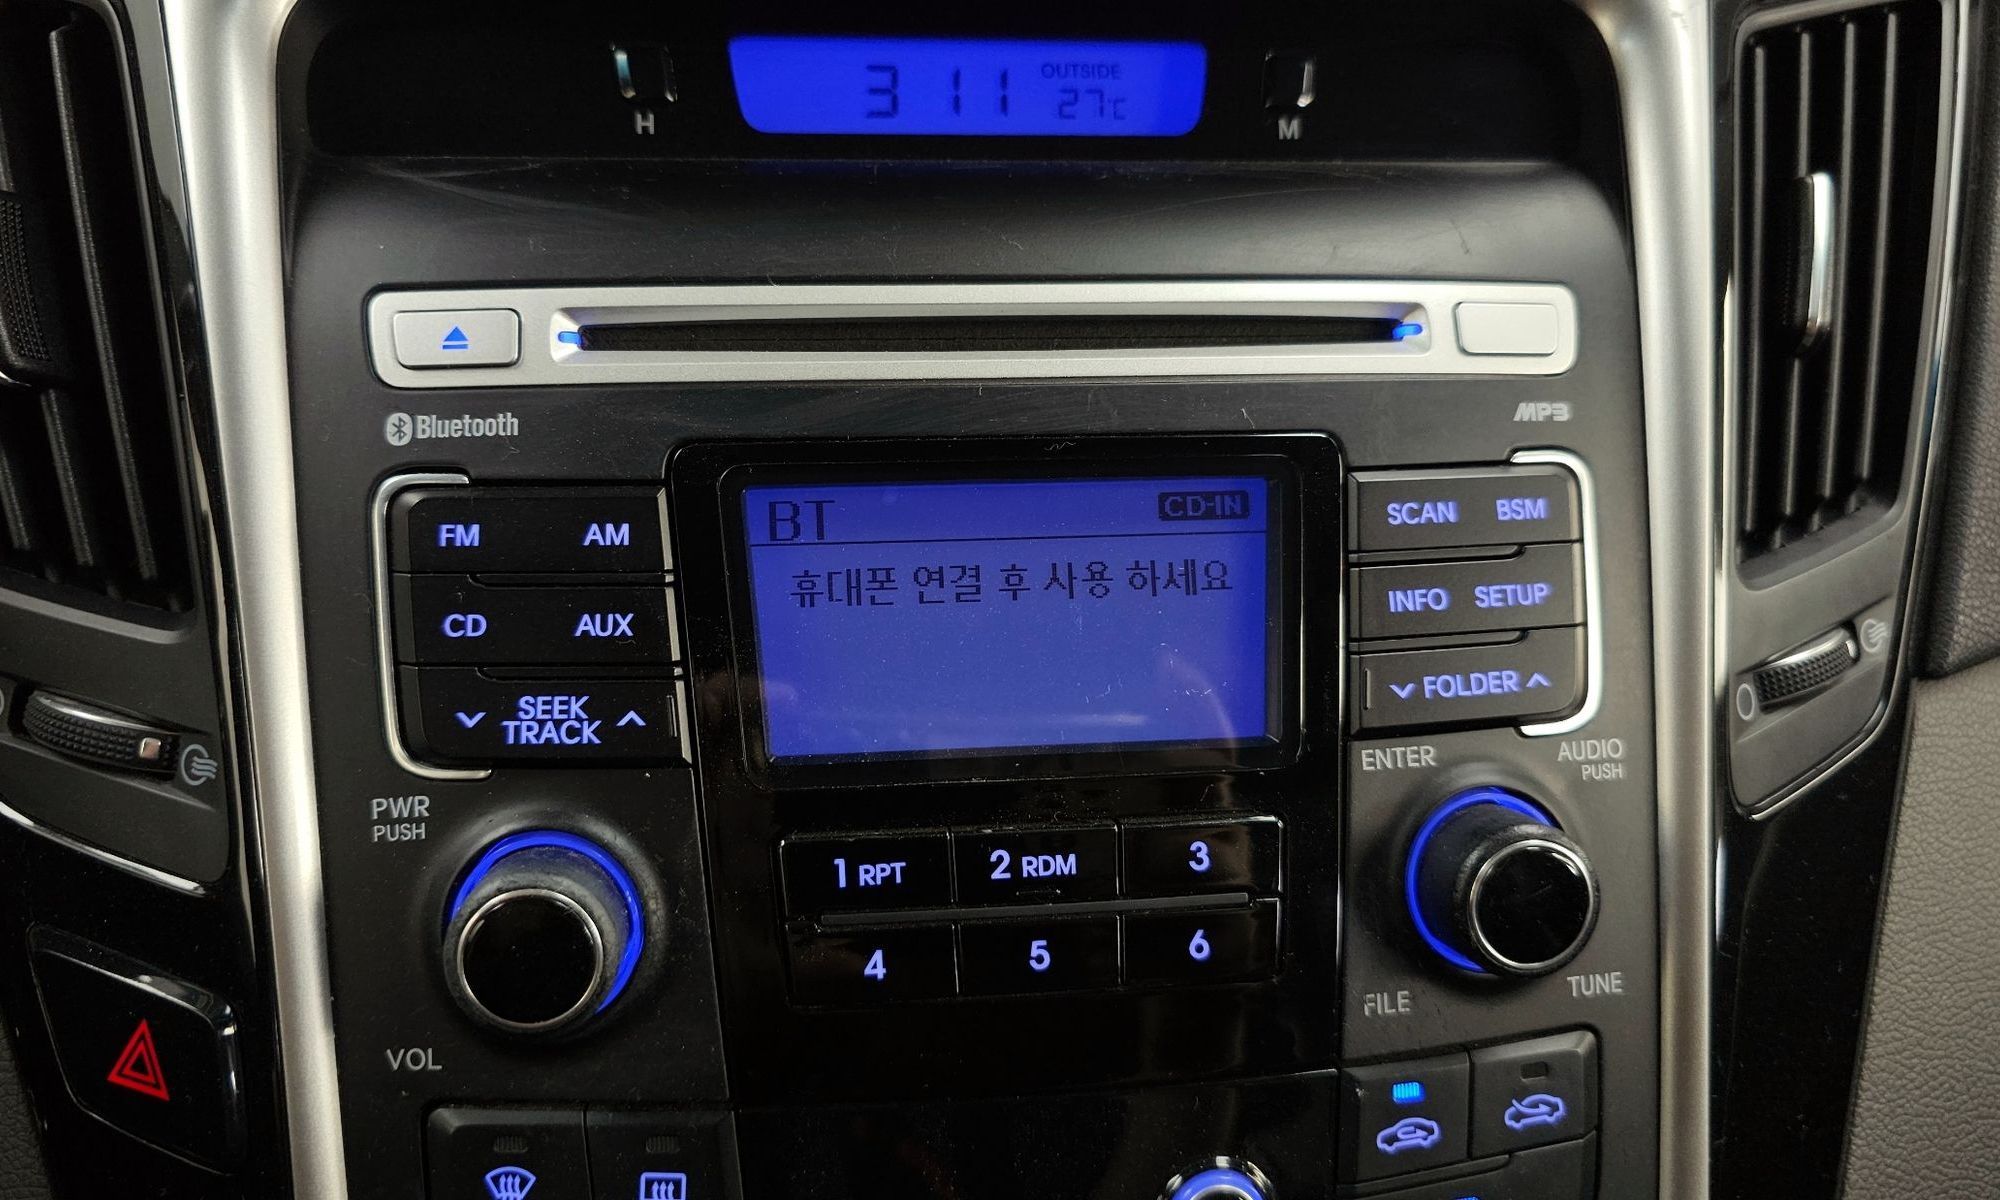 3 11
OUTSIDE
27°C
H
M
Bluetooth
MP3
BT
CD-IN
휴대폰 연결 후 사용 하세요
FM
AM
CD
AUX
SEEK
TRACK
SCAN
BSM
INFO
SETUP
FOLDER
PWR
PUSH
VOL
ENTER
AUDIO
PUSH
FILE
TUNE
1 RPT
2 RDM
3
4
5
6